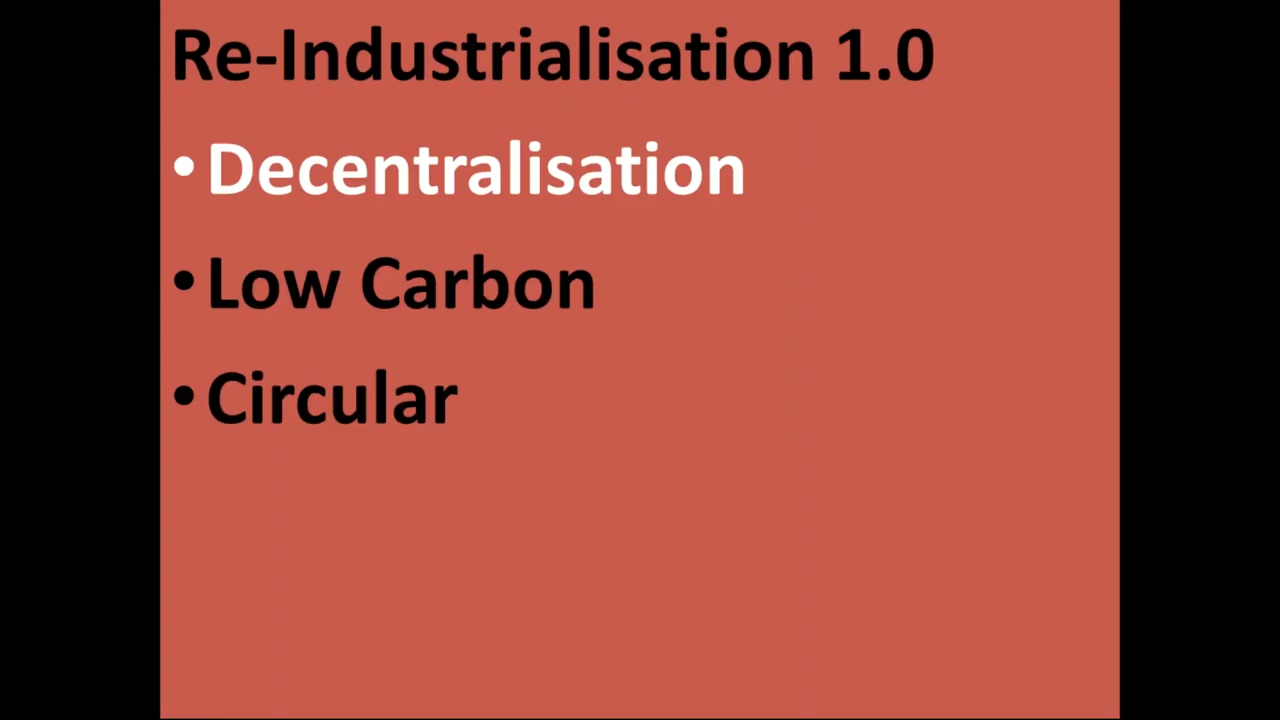 Re-Industrialisation 1.0
• Decentralisation
• Low Carbon
• Circular